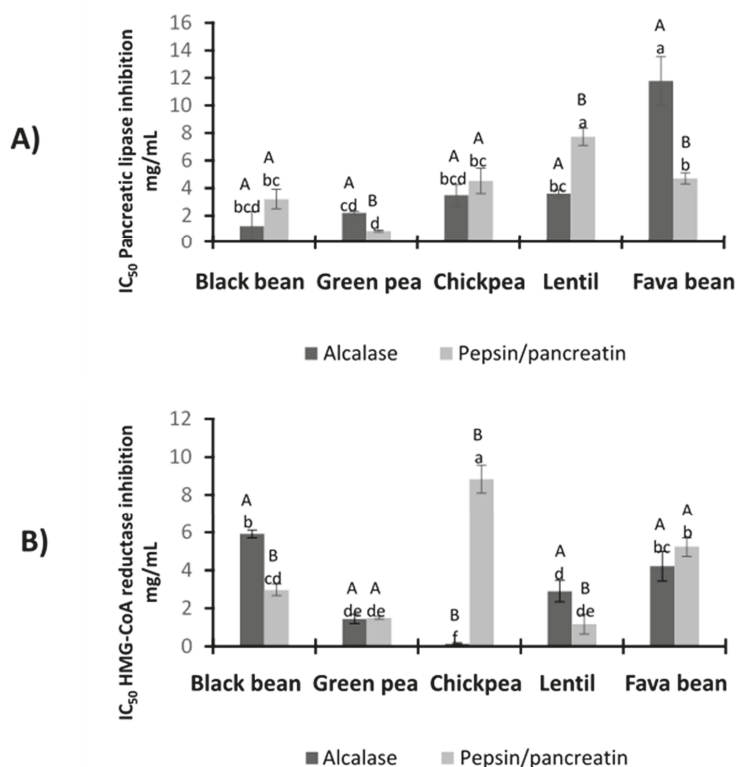 A)
IC50 Pancreatic lipase inhibition
mg/mL
16
14
12
10
8
6
4
2
0
A
bcd
A
bc
A
cd
B
d
A
bcd
A
bc
A
bc
B
a
A
a
B
b
Black bean Green pea Chickpea Lentil Fava bean
Alcalase Pepsin/pancreatin
B)
IC50 HMG-CoA reductase inhibition
mg/mL
12
10
8
6
4
2
0
A
b
B
cd
A
de
A
de
B
f
B
a
A
d
B
de
A
bc
A
b
Black bean Green pea Chickpea Lentil Fava bean
Alcalase Pepsin/pancreatin